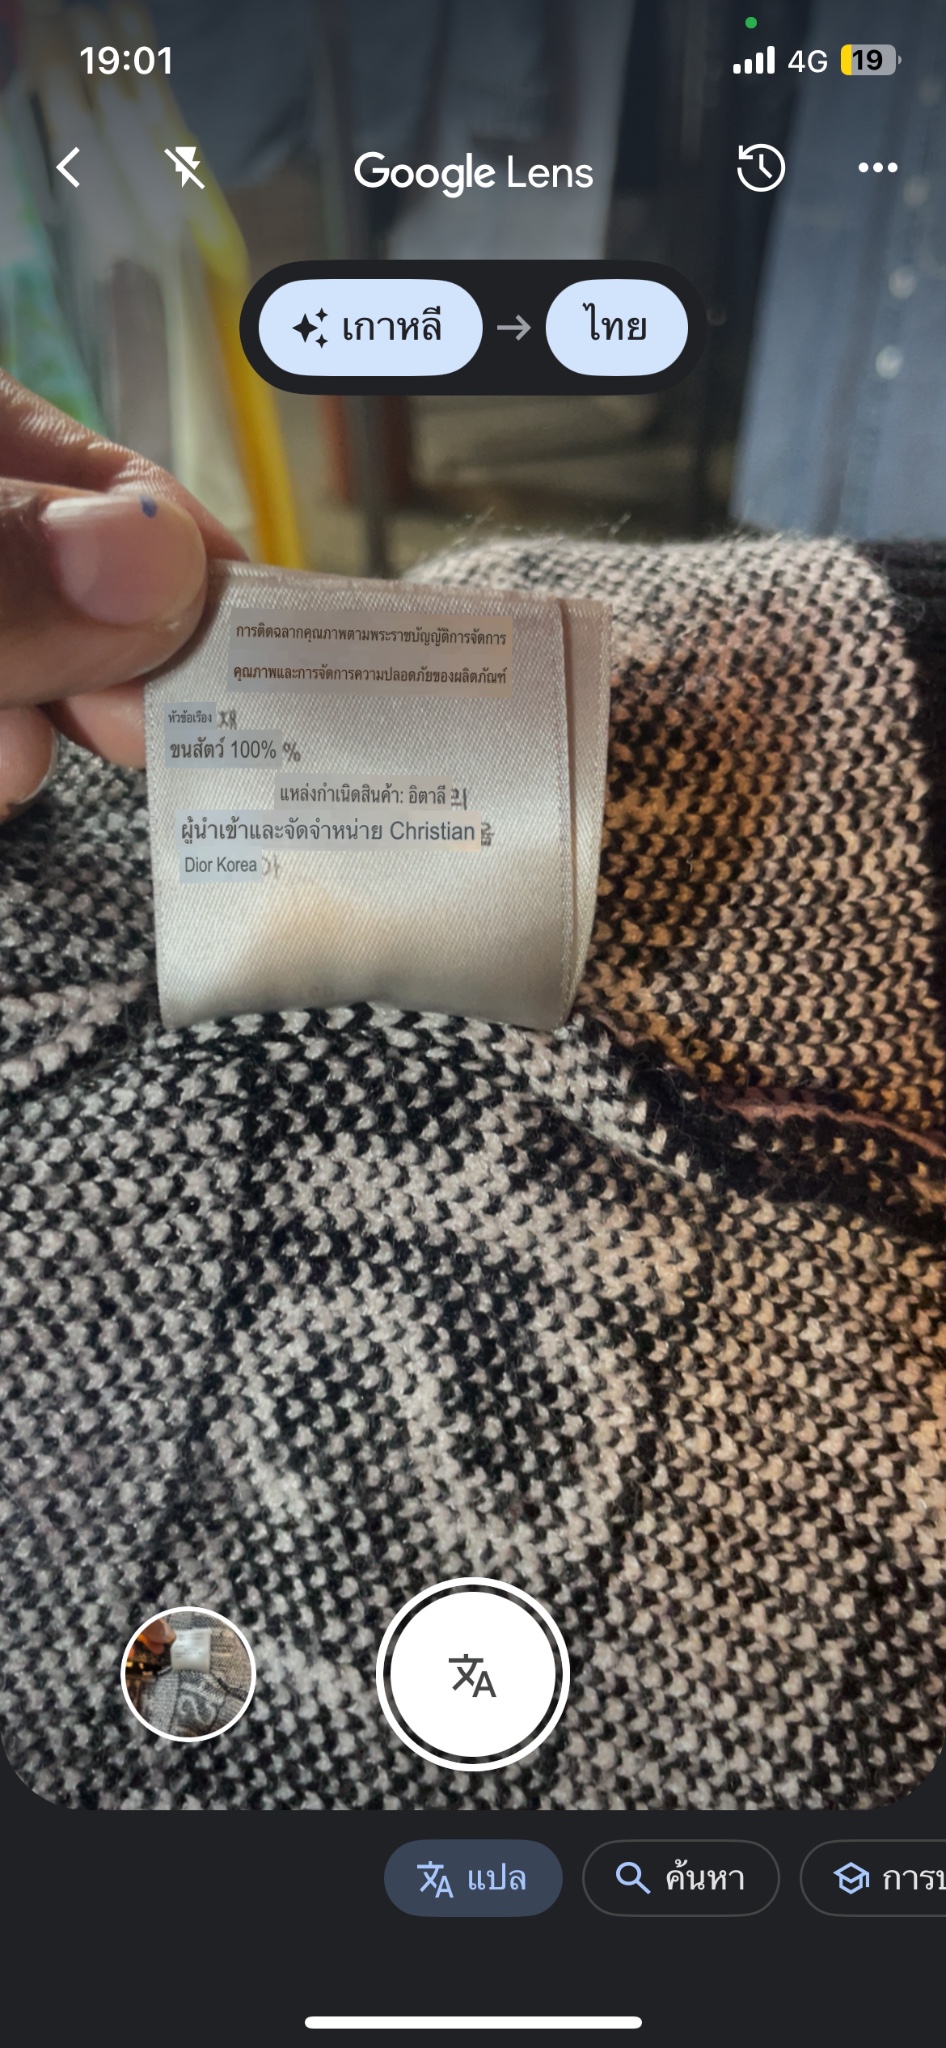 19:01
4G 19
Google Lens
เกาหลี → ไทย
การติดฉลากคุณภาพตามพระราชบัญญัติการจัดการ
คุณภาพและการจัดการความปลอดภัยของผลิตภัณฑ์
หัวข้อเรื่อง
ขนสัตว์ 100% %
แหล่งกำเนิดสินค้า: อิตาลี
ผู้นำเข้าและจัดจำหน่าย Christian
Dior Korea
แปล ค้นหา